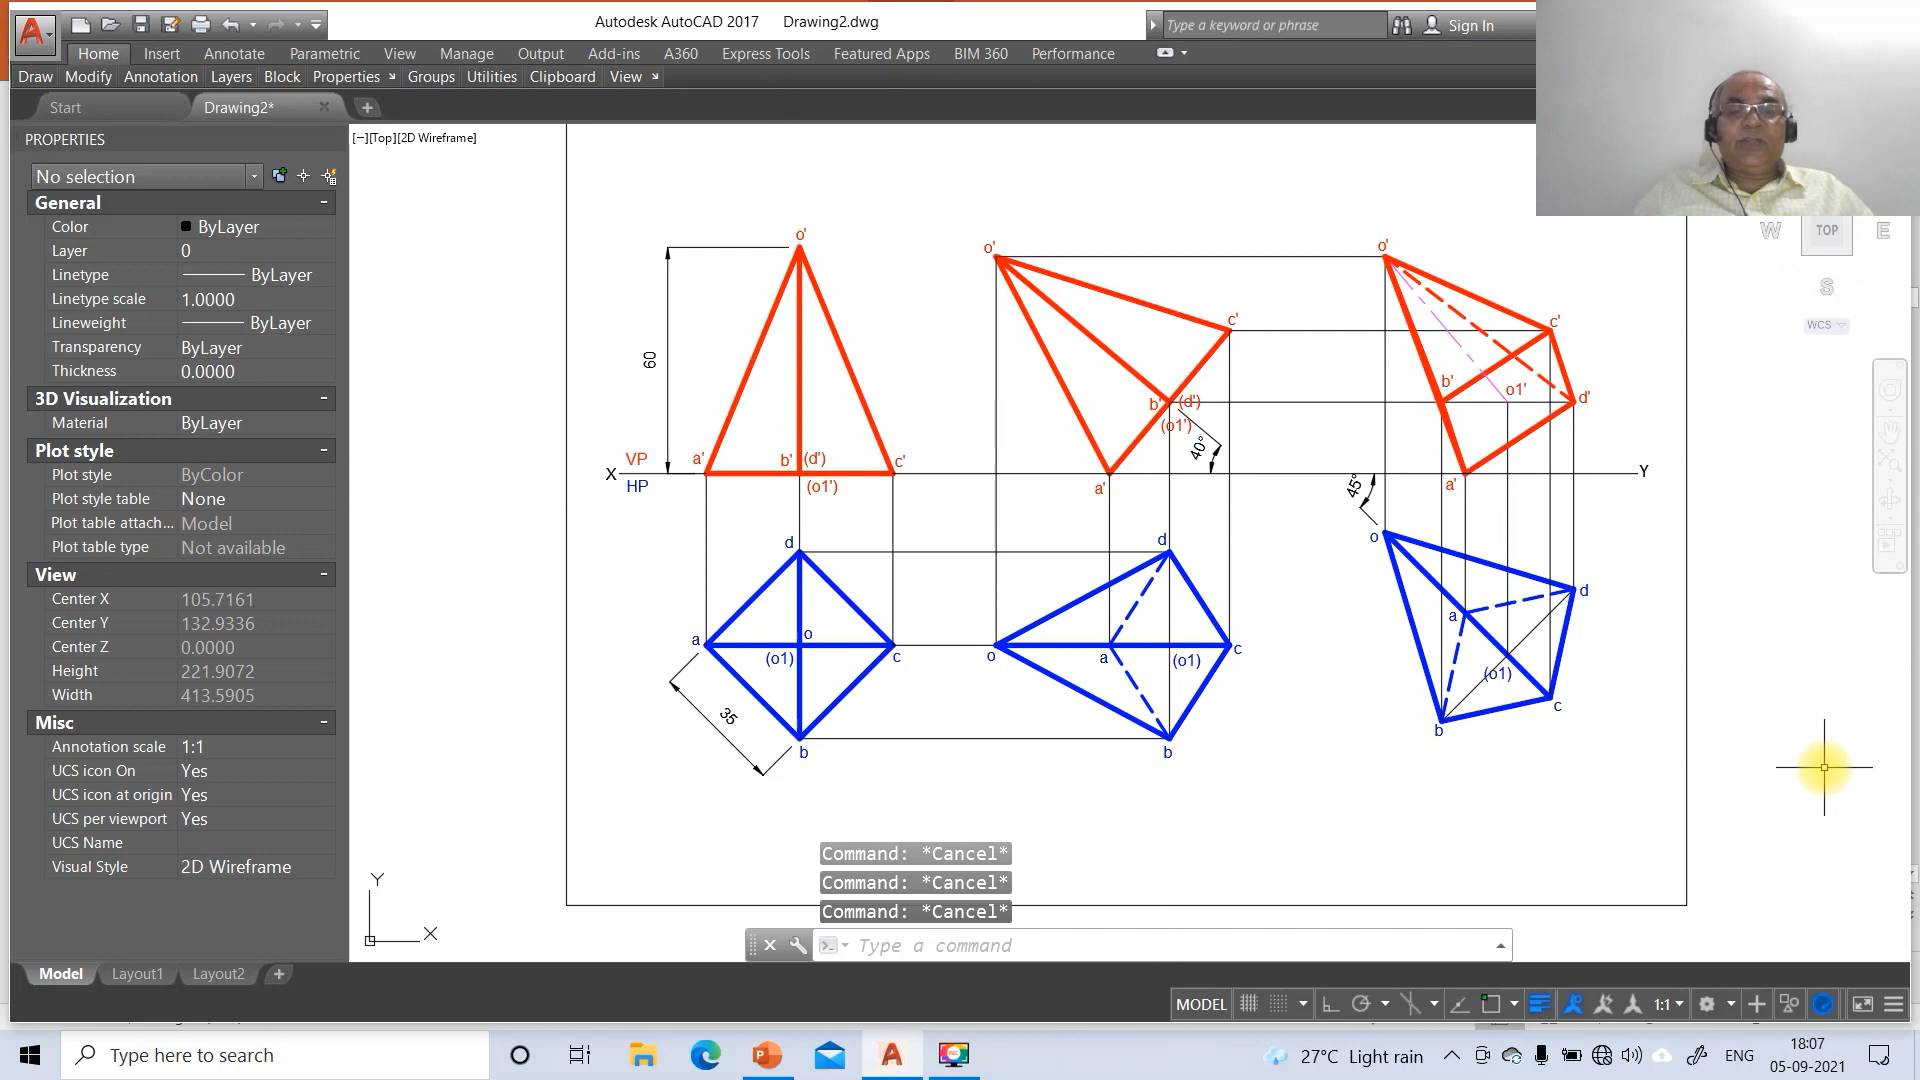 Autodesk AutoCAD 2017 Drawing2.dwg
Type a keyword or phrase
Sign In
Home Insert Annotate Parametric View Manage Output Add-ins A360 Express Tools Featured Apps BIM 360 Performance
Draw Modify Annotation Layers Block Properties Groups Utilities Clipboard View
Start Drawing2*
PROPERTIES
No selection
General
Color ByLayer
Layer 0
Linetype ByLayer
Linetype scale 1.0000
Lineweight ByLayer
Transparency ByLayer
Thickness 0.0000
3D Visualization
Material ByLayer
Plot style
Plot style ByColor
Plot style table None
Plot table attach... Model
Plot table type Not available
View
Center X 105.7161
Center Y 132.9336
Center Z 0.0000
Height 221.9072
Width 413.5905
Misc
Annotation scale 1:1
UCS icon On Yes
UCS icon at origin Yes
UCS per viewport Yes
UCS Name
Visual Style 2D Wireframe
[−][Top][2D Wireframe]
W TOP E
S
WCS
o' o' o'
c' c'
60
b' o1' d'
b' (d')
(o1')
40°
VP a' b' (d') c'
X Y
HP (o1') a' a'
45°
d d o
d
a o a
(o1) c o a (o1) c (o1)
c
35
b b b
Command: *Cancel*
Command: *Cancel*
Command: *Cancel*
Type a command
Y
X
Model Layout1 Layout2
MODEL 1:1
Type here to search
27°C Light rain ENG 18:07
05-09-2021